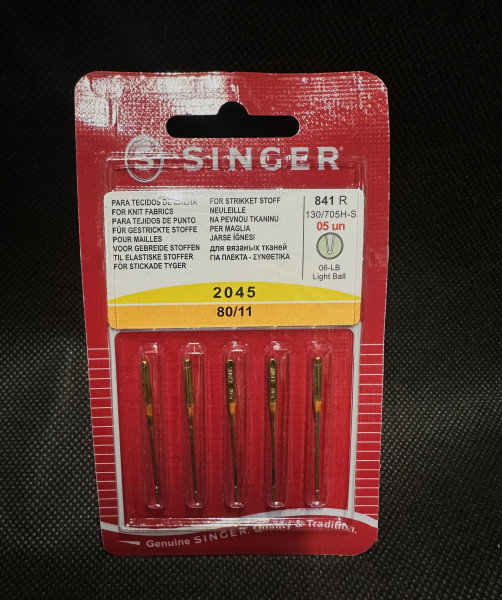 SINGER
PARA TECIDOS DE MALHA
FOR KNIT FABRICS
PARA TEJIDOS DE PUNTO
FÜR GESTRICKTE STOFFE
POUR MAILLES
VOOR GEBREIDE STOFFEN
TIL ELASTISKE STOFFER
FÖR STICKADE TYGER
FOR STRIKKET STOFF
NEULEILLE
NA PEVNOU TKANINU
PER MAGLIA
JARSE IĞNESI
для вязаных тканей
ΓΙΑ ΠΛΕΚΤΑ - ΣΥΝΘΕΤΙΚΑ
841 R
130/705H-S
05 un
06-LB
Light Ball
2045
80/11
Genuine SINGER. Quality & Tradition.